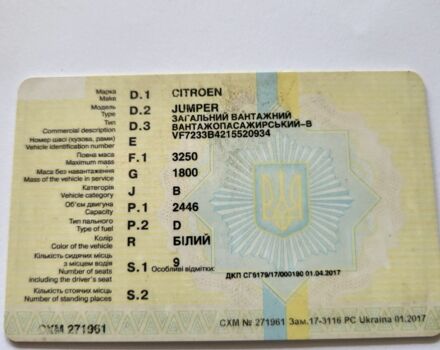 Марка D.1 CITROEN
Make
Модель D.2 JUMPER
Type
Тип D.3 ЗАГАЛЬНИЙ ВАНТАЖНИЙ
Commercial description ВАНТАЖОПАСАЖИРСЬКИЙ-В
Номер шасі (кузова, рами) E VF7233B4215520934
Vehicle identification number
Повна маса F.1 3250
Maximum mass
Маса без навантаження G 1800
Mass of the vehicle in service
Категорія J B
Vehicle category
Об'єм двигуна P.1 2446
Capacity
Тип пального P.2 D
Type of fuel
Колір R БІЛИЙ
Color of the vehicle
Кількість сидячих місць
з місцем водія S.1 9
Number of seats Особливі відмітки:
including the driver's seat
ДКП СГ9179/17/000190 01.04.2017
Кількість стоячих місць S.2
Number of standing places
СХМ 271961
СХМ № 271961 Зам.17-3116 РС Ukraina 01.2017